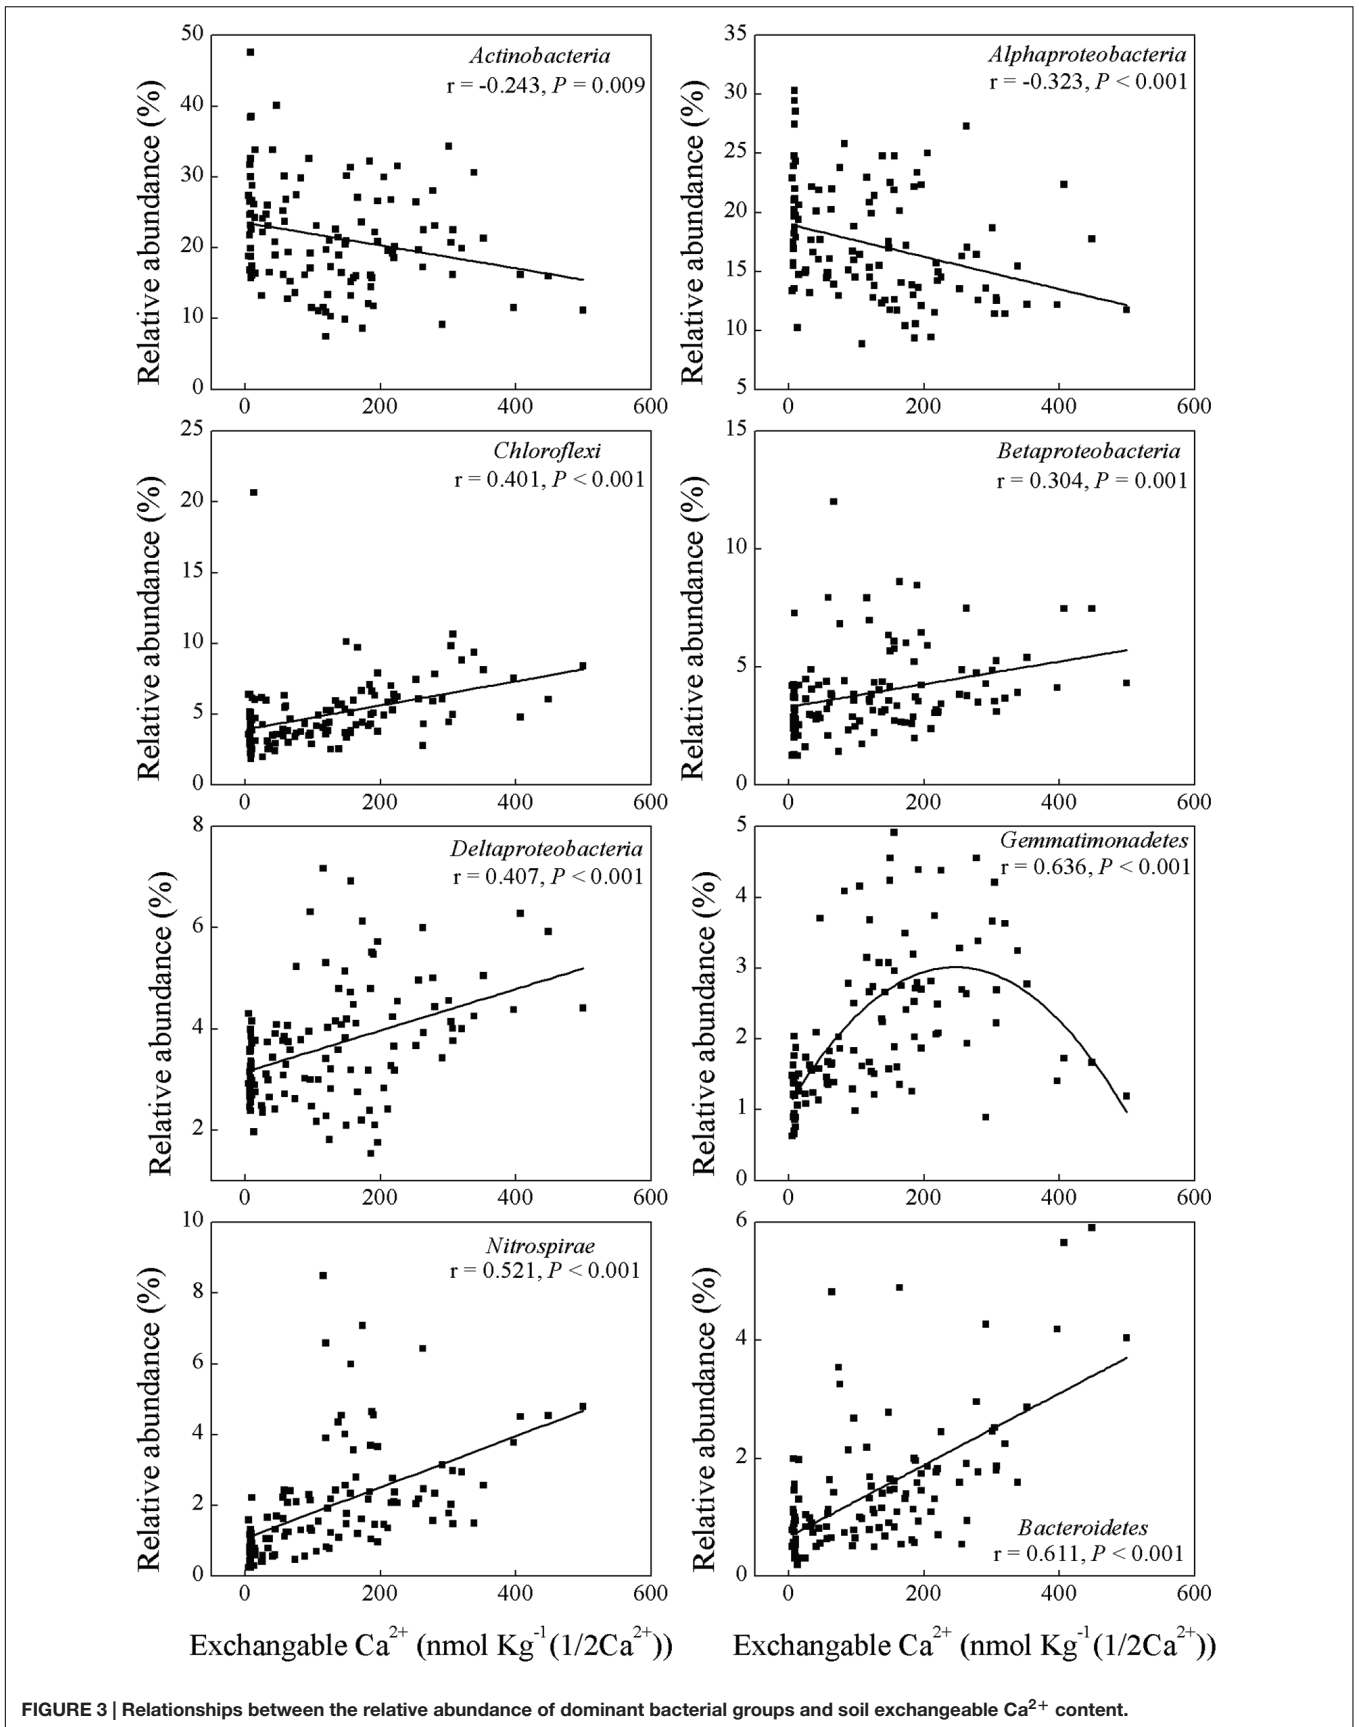 50
40
30
20
10
0
Relative abundance (%)
Actinobacteria
r = -0.243, P = 0.009
0 200 400 600
35
30
25
20
15
10
5
Relative abundance (%)
Alphaproteobacteria
r = -0.323, P < 0.001
0 200 400 600
25
20
15
10
5
0
Relative abundance (%)
Chloroflexi
r = 0.401, P < 0.001
0 200 400 600
15
10
5
0
Relative abundance (%)
Betaproteobacteria
r = 0.304, P = 0.001
0 200 400 600
8
6
4
2
Relative abundance (%)
Deltaproteobacteria
r = 0.407, P < 0.001
0 200 400 600
5
4
3
2
1
0
Relative abundance (%)
Gemmatimonadetes
r = 0.636, P < 0.001
0 200 400 600
10
8
6
4
2
0
Relative abundance (%)
Nitrospirae
r = 0.521, P < 0.001
0 200 400 600
Exchangable Ca²⁺ (nmol Kg⁻¹(1/2Ca²⁺))
6
4
2
0
Relative abundance (%)
Bacteroidetes
r = 0.611, P < 0.001
0 200 400 600
Exchangable Ca²⁺ (nmol Kg⁻¹(1/2Ca²⁺))
FIGURE 3 | Relationships between the relative abundance of dominant bacterial groups and soil exchangeable Ca²⁺ content.